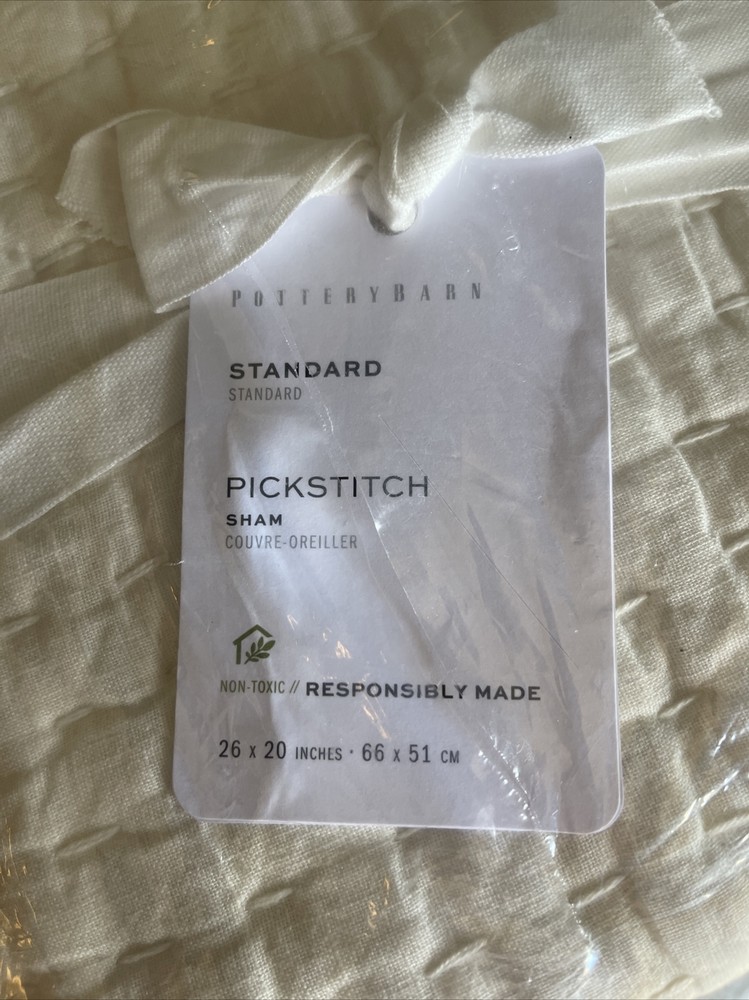 POTTERYBARN
STANDARD
STANDARD
PICKSTITCH
SHAM
COUVRE-OREILLER
NON-TOXIC // RESPONSIBLY MADE
26 x 20 INCHES · 66 x 51 CM